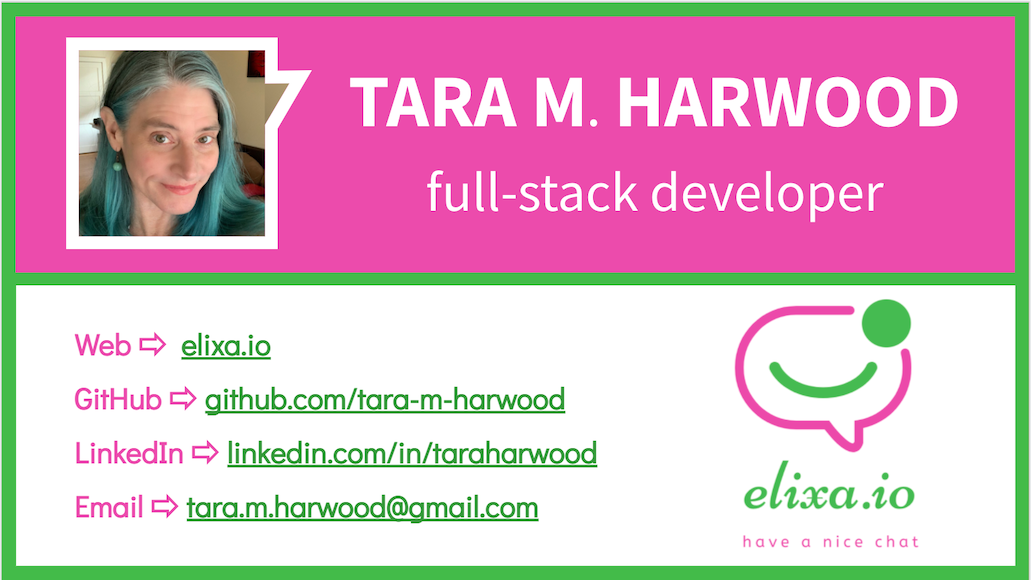 TARA M. HARWOOD
full-stack developer
Web ⇨ elixa.io
GitHub ⇨ github.com/tara-m-harwood
LinkedIn ⇨ linkedin.com/in/taraharwood
Email ⇨ tara.m.harwood@gmail.com
elixa.io
have a nice chat